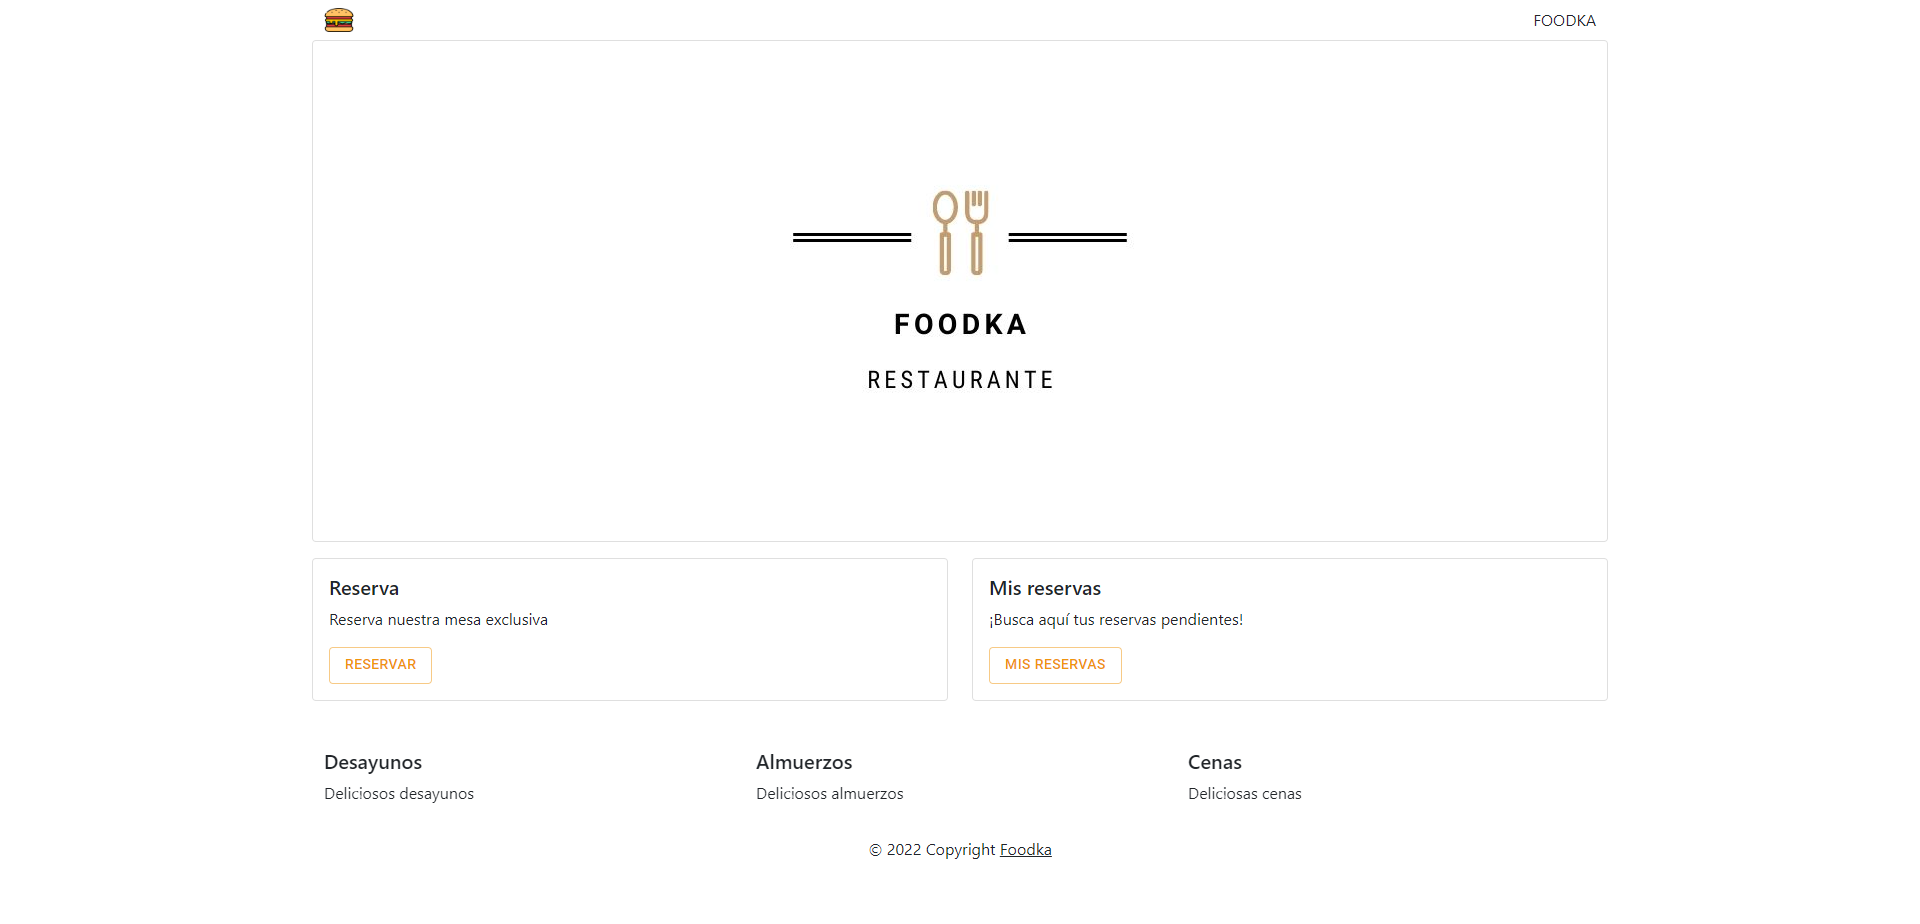 FOODKA
FOODKA
RESTAURANTE
Reserva
Reserva nuestra mesa exclusiva
RESERVAR
Mis reservas
¡Busca aquí tus reservas pendientes!
MIS RESERVAS
Desayunos
Deliciosos desayunos
Almuerzos
Deliciosos almuerzos
Cenas
Deliciosas cenas
© 2022 Copyright Foodka